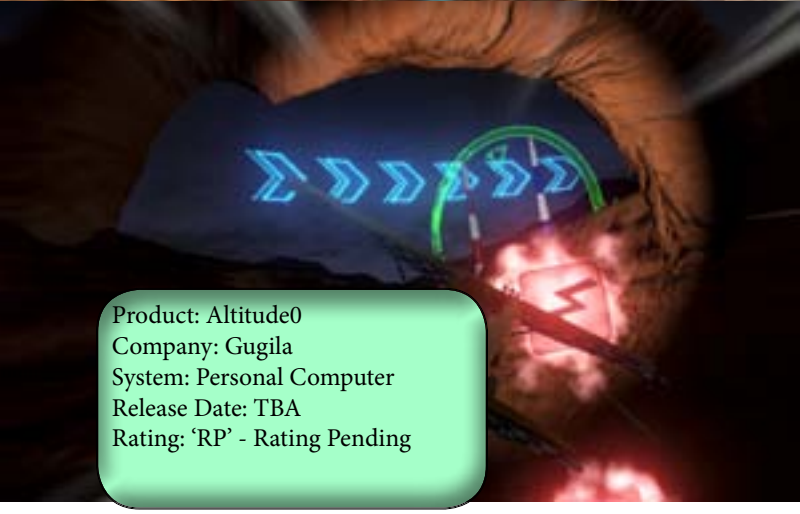 Product: Altitude0
Company: Gugila
System: Personal Computer
Release Date: TBA
Rating: ‘RP’ - Rating Pending